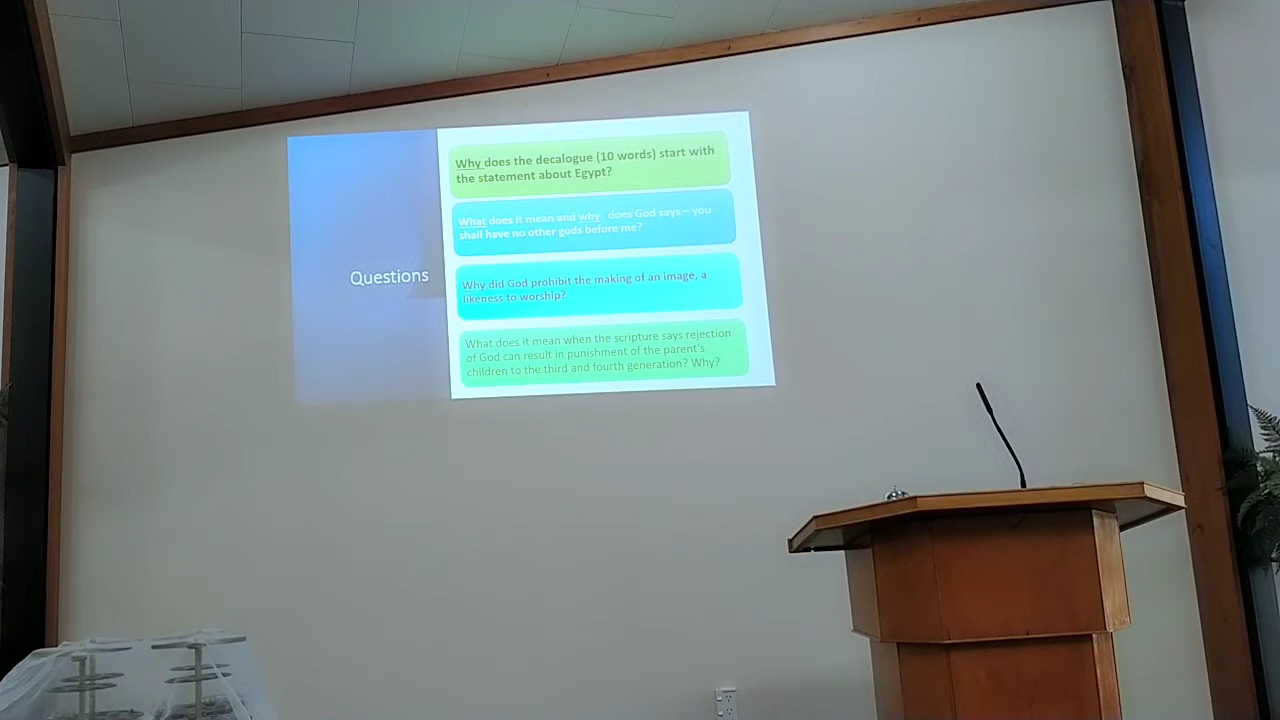 Questions
Why does the decalogue (10 words) start with
the statement about Egypt?
What does it mean and why does God says – you
shall have no other gods before me?
Why did God prohibit the making of an image, a
likeness to worship?
What does it mean when the scripture says rejection
of God can result in punishment of the parent's
children to the third and fourth generation? Why?